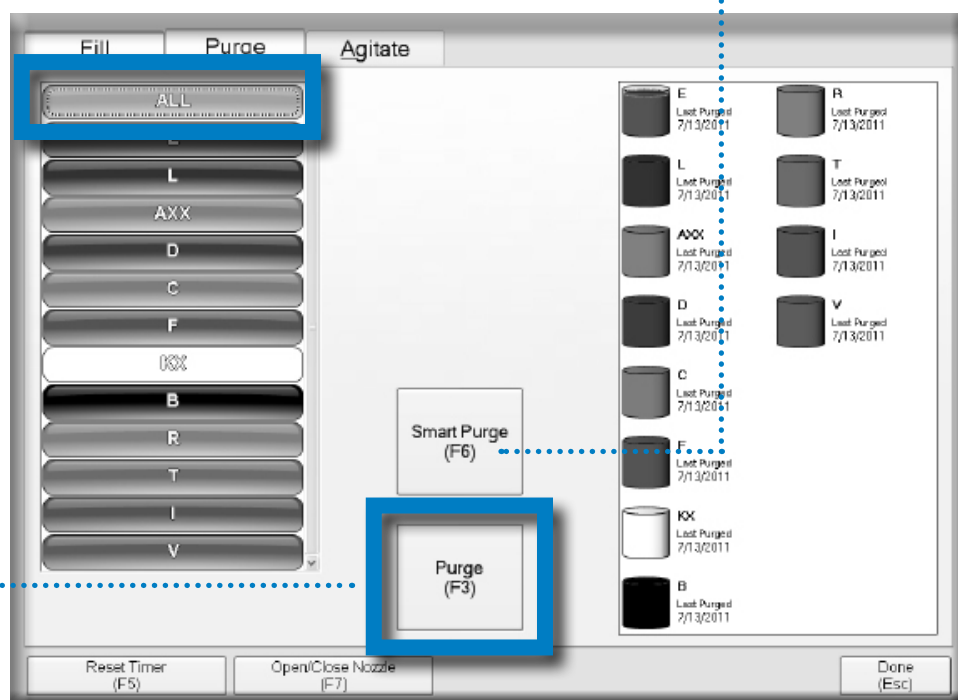 Fill
Purge
Agitate
ALL
E
L
AXX
D
C
F
KX
B
R
T
I
V
Smart Purge
(F6)
Purge
(F3)
E
Last Purged
7/13/2011
L
Last Purged
7/13/2011
AXX
Last Purged
7/13/2011
D
Last Purged
7/13/2011
C
Last Purged
7/13/2011
F
Last Purged
7/13/2011
KX
Last Purged
7/13/2011
B
Last Purged
7/13/2011
R
Last Purged
7/13/2011
T
Last Purged
7/13/2011
I
Last Purged
7/13/2011
V
Last Purged
7/13/2011
Reset Timer
(F5)
Open/Close Nozzle
(F7)
Done
(Esc)